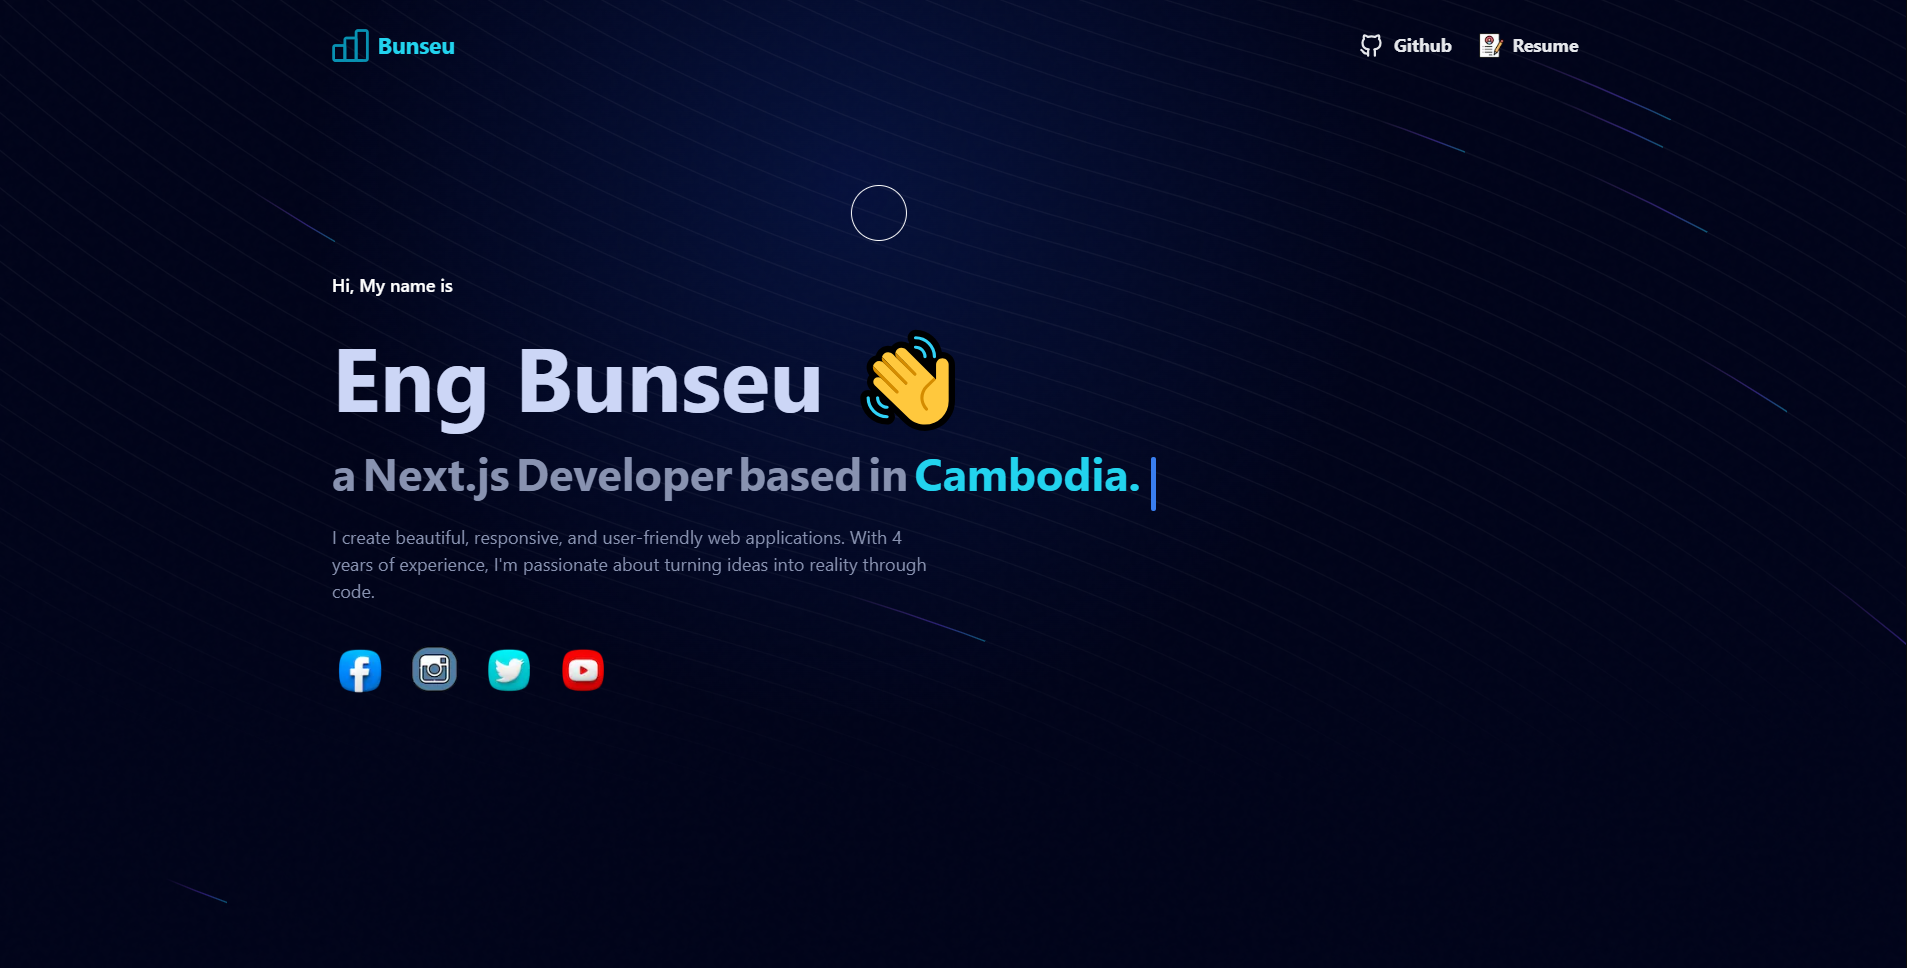 Bunseu
Github
Resume
Hi, My name is
Eng Bunseu
a Next.js Developer based in Cambodia.
I create beautiful, responsive, and user-friendly web applications. With 4
years of experience, I'm passionate about turning ideas into reality through
code.